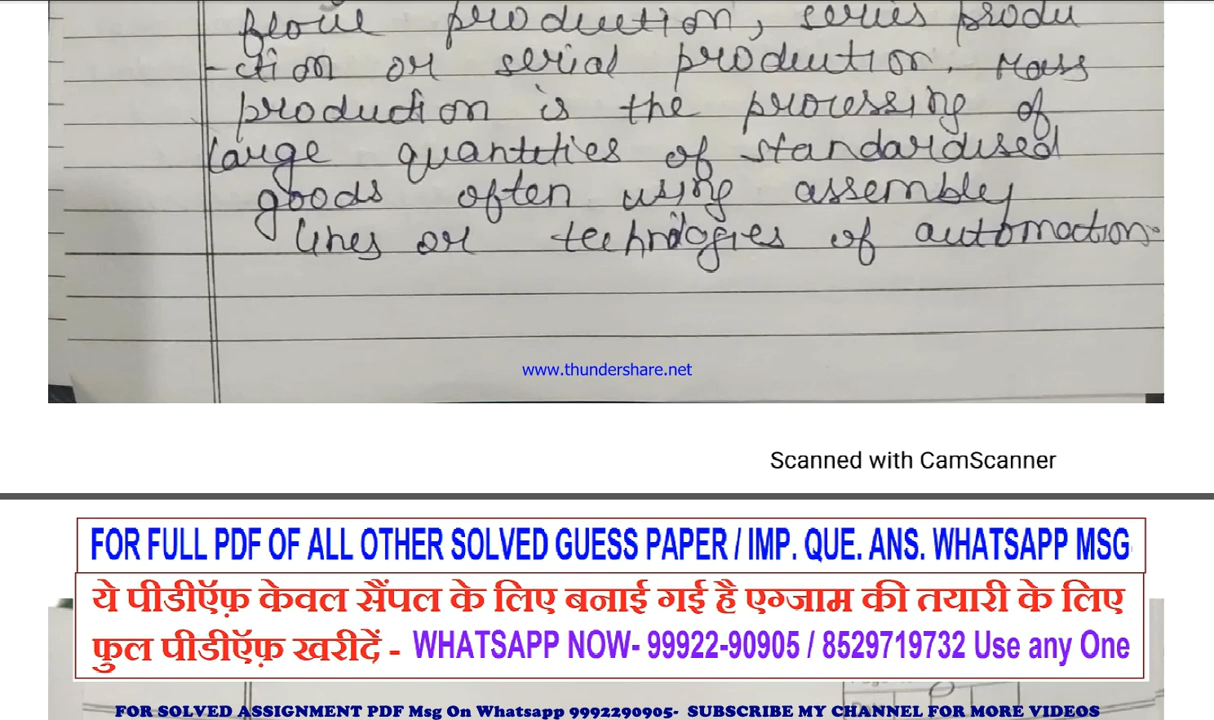 flow production, series produ
-ction or serial production. Mass
production is the processing of
large quantities of standardised
goods often using assembly
lines or technologies of automation.
www.thundershare.net
Scanned with CamScanner
FOR FULL PDF OF ALL OTHER SOLVED GUESS PAPER / IMP. QUE. ANS. WHATSAPP MSG
ये पीडीऍफ़ केवल सैंपल के लिए बनाई गई है एग्जाम की तयारी के लिए
फुल पीडीऍफ़ खरीदें - WHATSAPP NOW- 99922-90905 / 8529719732 Use any One
FOR SOLVED ASSIGNMENT PDF Msg On Whatsapp 9992290905- SUBSCRIBE MY CHANNEL FOR MORE VIDEOS